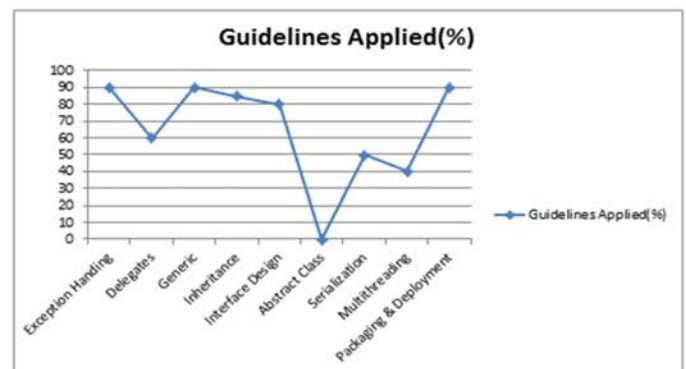 Guidelines Applied(%)
100
90
80
70
60
50
40
30
20
10
0
Exception Handing
Delegates
Generic
Inheritance
Interface Design
Abstract Class
Serialization
Multithreading
Packaging & Deployment
Guidelines Applied(%)